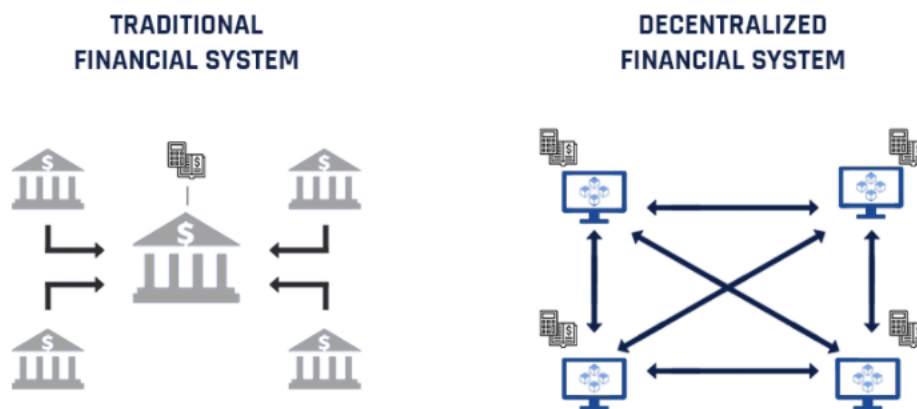 TRADITIONAL
FINANCIAL SYSTEM
DECENTRALIZED
FINANCIAL SYSTEM
$
$
$
$
$
$
$
$
$
$